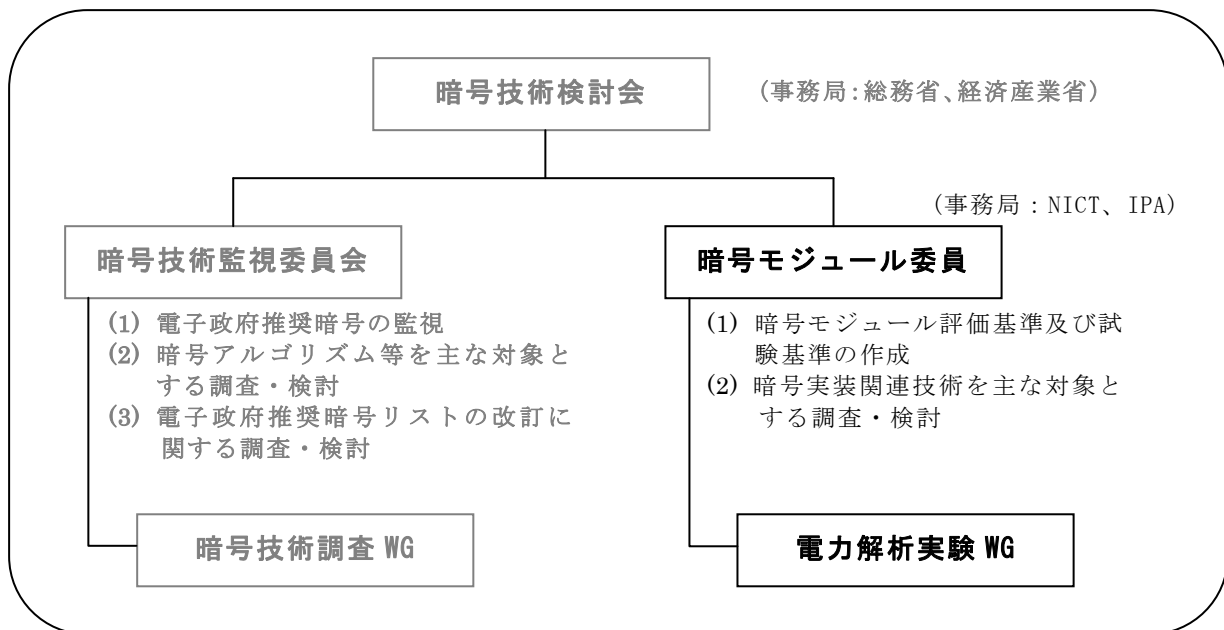 暗号技術検討会
(事務局:総務省、経済産業省)
(事務局：NICT、IPA)
暗号技術監視委員会
(1) 電子政府推奨暗号の監視
(2) 暗号アルゴリズム等を主な対象と
する調査・検討
(3) 電子政府推奨暗号リストの改訂に
関する調査・検討
暗号技術調査 WG
暗号モジュール委員
(1) 暗号モジュール評価基準及び試
験基準の作成
(2) 暗号実装関連技術を主な対象と
する調査・検討
電力解析実験 WG